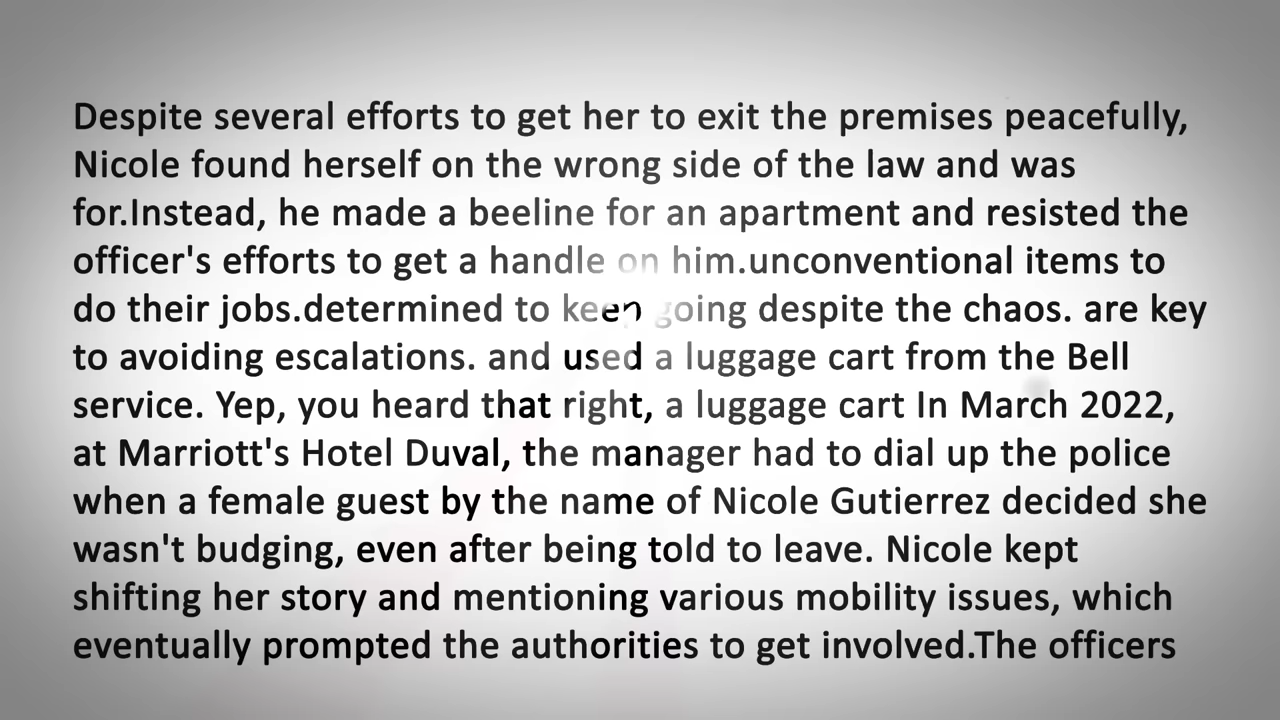 Despite several efforts to get her to exit the premises peacefully,
Nicole found herself on the wrong side of the law and was
for.Instead, he made a beeline for an apartment and resisted the
officer's efforts to get a handle on him.unconventional items to
do their jobs.determined to keep going despite the chaos. are key
to avoiding escalations. and used a luggage cart from the Bell
service. Yep, you heard that right, a luggage cart In March 2022,
at Marriott's Hotel Duval, the manager had to dial up the police
when a female guest by the name of Nicole Gutierrez decided she
wasn't budging, even after being told to leave. Nicole kept
shifting her story and mentioning various mobility issues, which
eventually prompted the authorities to get involved.The officers